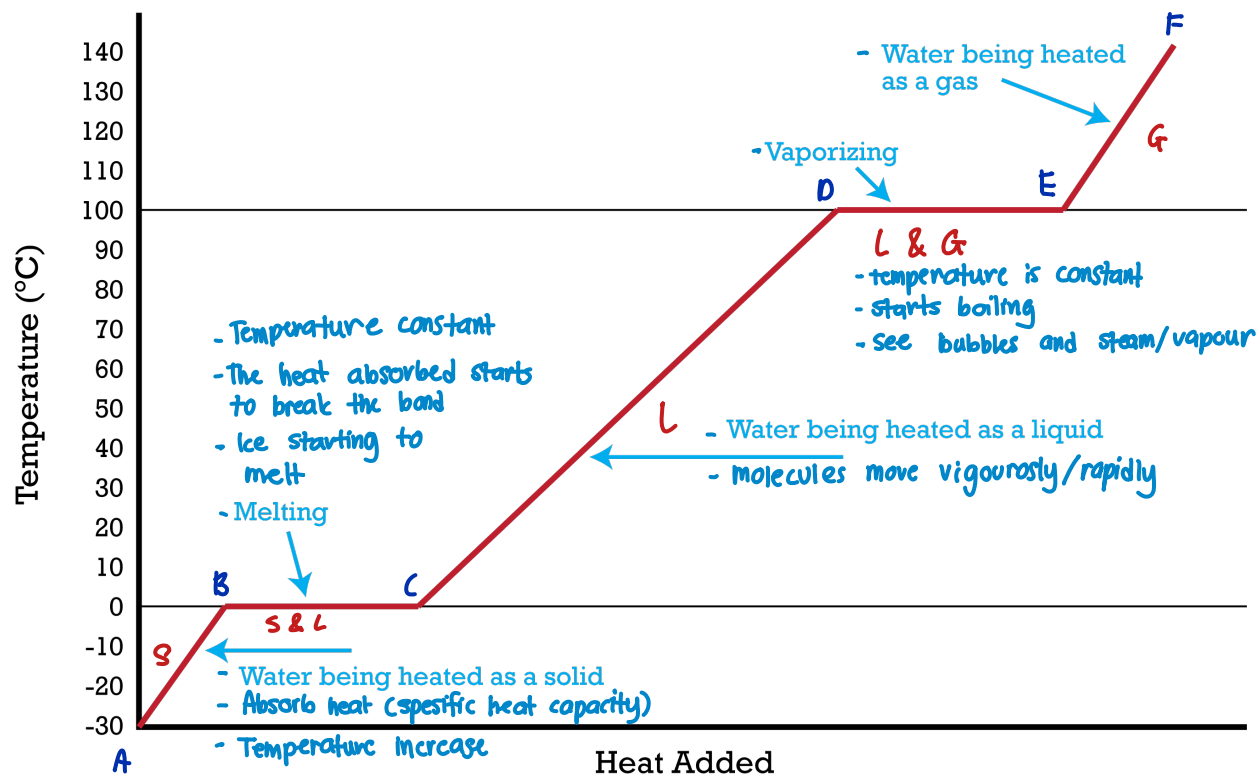 F
140
- Water being heated
as a gas
130
120
G
110
- Vaporizing
D
E
100
L & G
90
- temperature is constant
80
- starts boiling
70
- see bubbles and steam/vapour
- Temperature constant
60
- The heat absorbed starts
to break the bond
50
- Ice starting to
melt
L
- Water being heated as a liquid
40
- molecules move vigourosly/rapidly
30
20
- Melting
10
B
C
0
S & L
-10
S
-20
- Water being heated as a solid
- Absorb heat (spesific heat capacity)
-30
- Temperature increase
A
Temperature (°C)
Heat Added